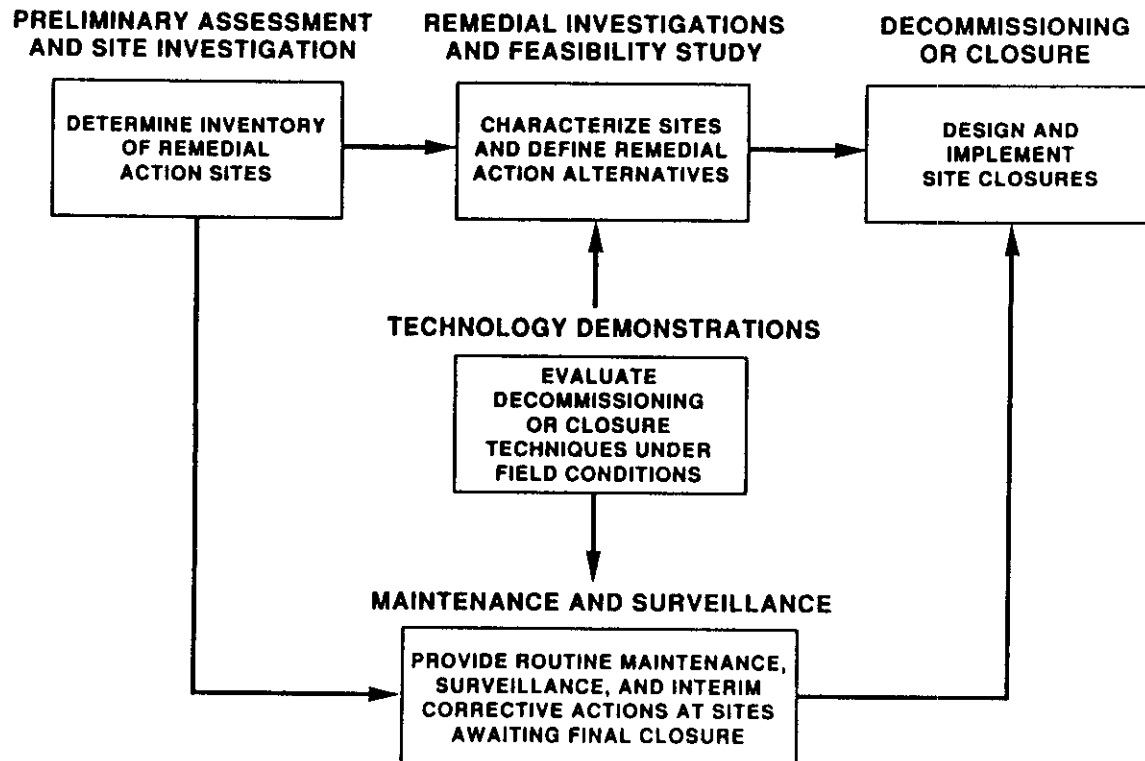 PRELIMINARY ASSESSMENT
AND SITE INVESTIGATION
DETERMINE INVENTORY
OF REMEDIAL
ACTION SITES
REMEDIAL INVESTIGATIONS
AND FEASIBILITY STUDY
CHARACTERIZE SITES
AND DEFINE REMEDIAL
ACTION ALTERNATIVES
DECOMMISSIONING
OR CLOSURE
DESIGN AND
IMPLEMENT
SITE CLOSURES
TECHNOLOGY DEMONSTRATIONS
EVALUATE
DECOMMISSIONING
OR CLOSURE
TECHNIQUES UNDER
FIELD CONDITIONS
MAINTENANCE AND SURVEILLANCE
PROVIDE ROUTINE MAINTENANCE,
SURVEILLANCE, AND INTERIM
CORRECTIVE ACTIONS AT SITES
AWAITING FINAL CLOSURE